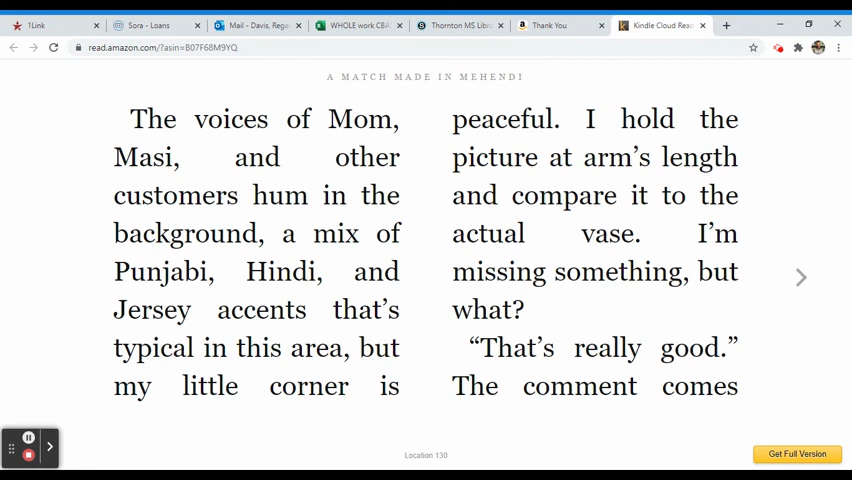 1Link
Sora - Loans
Mail - Davis, Rega
WHOLE work CBA
Thornton MS Libr
Thank You
Kindle Cloud Read
read.amazon.com/?asin=B07F68M9YQ
A MATCH MADE IN MEHENDI
The voices of Mom,
Masi, and other
customers hum in the
background, a mix of
Punjabi, Hindi, and
Jersey accents that's
typical in this area, but
my little corner is
peaceful. I hold the
picture at arm's length
and compare it to the
actual vase. I'm
missing something, but
what?
“That's really good.”
The comment comes
Location 130
Get Full Version